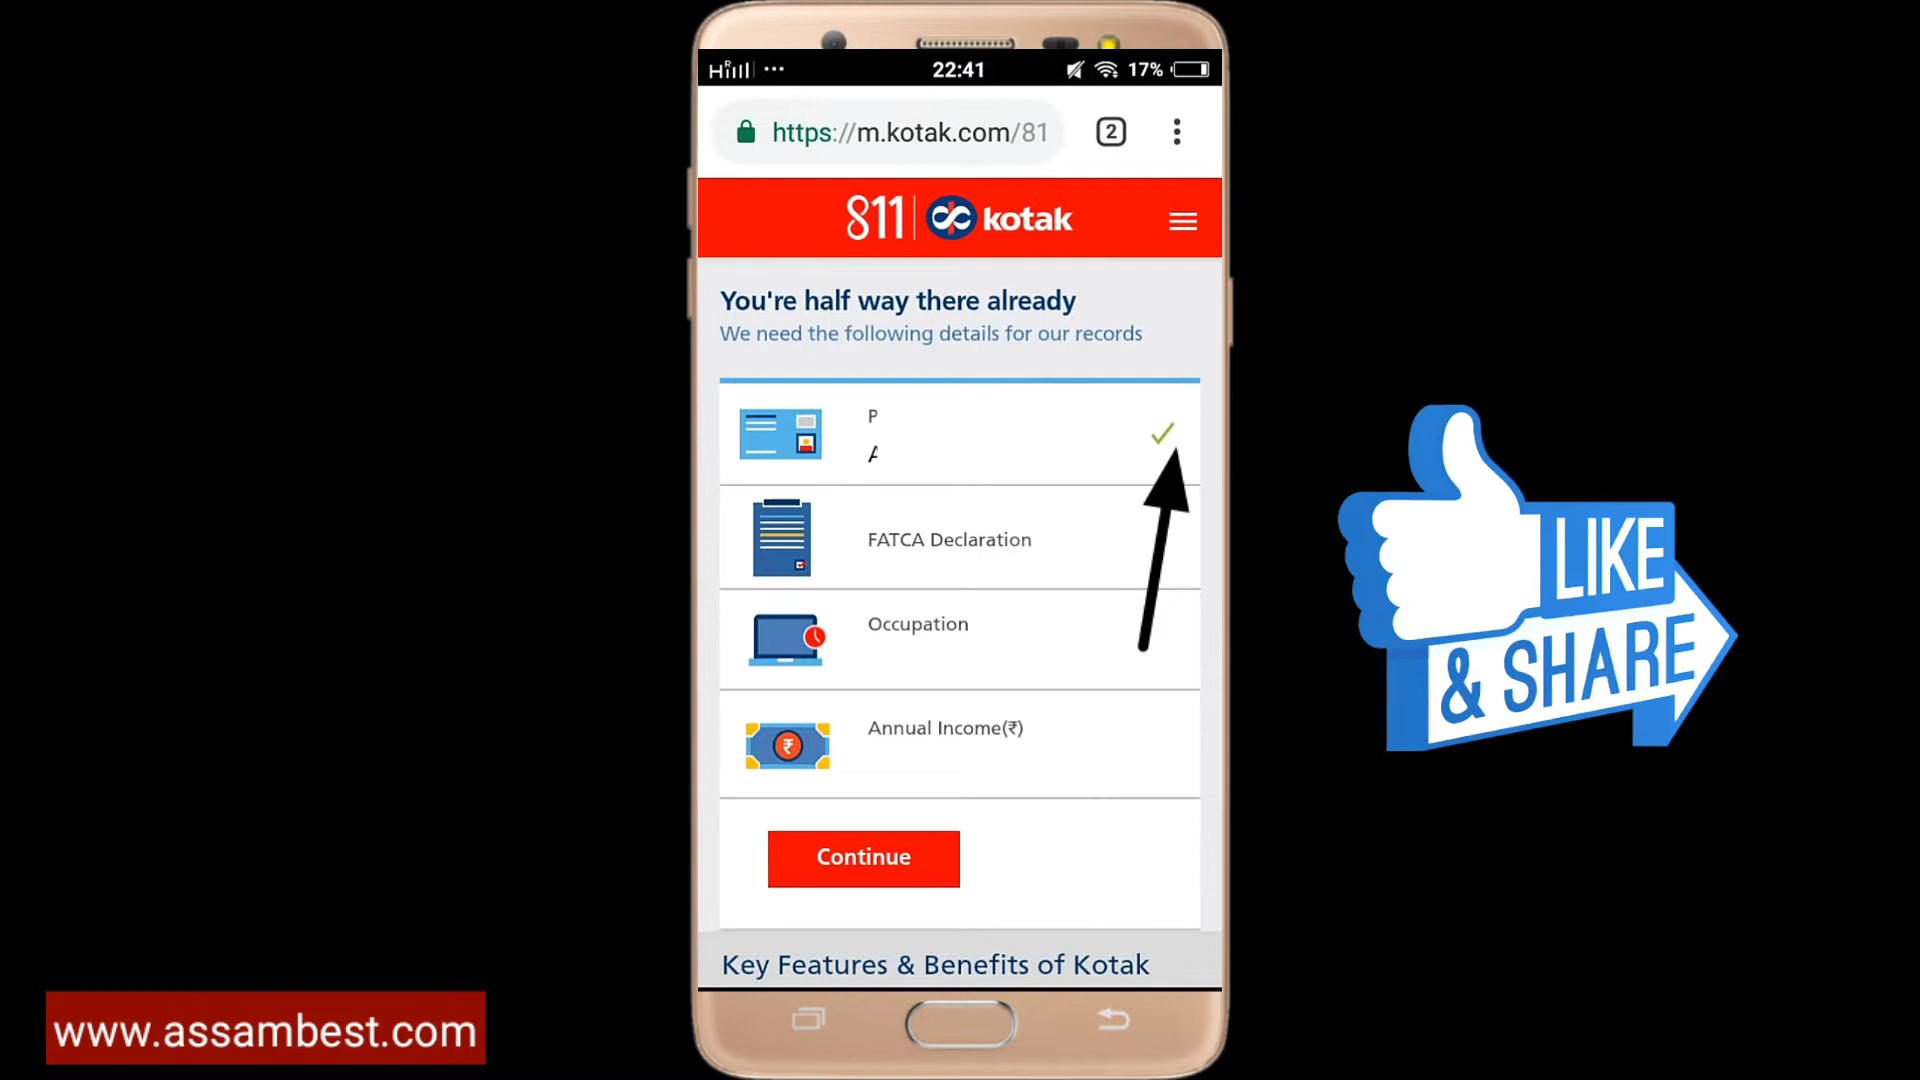 22:41
17%
https://m.kotak.com/81
2
811 kotak
You're half way there already
We need the following details for our records
P
A
FATCA Declaration
Occupation
Annual Income(₹)
Continue
Key Features & Benefits of Kotak
LIKE
& SHARE
www.assambest.com